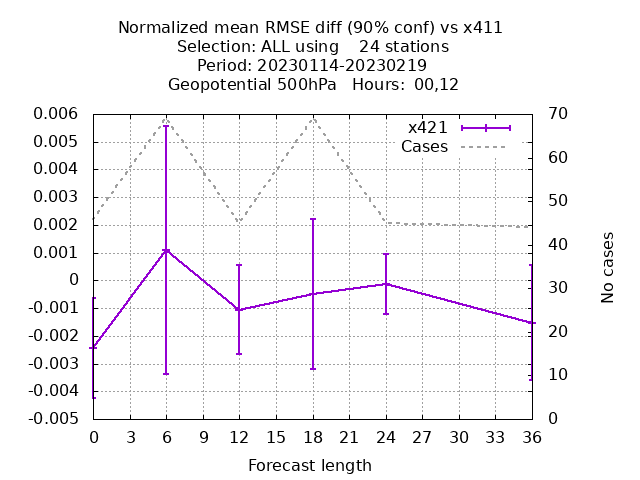 Normalized mean RMSE diff (90% conf) vs x411
Selection: ALL using    24 stations
Period: 20230114-20230219
Geopotential 500hPa   Hours:  00,12
x421
Cases
0.006
0.005
0.004
0.003
0.002
0.001
0
-0.001
-0.002
-0.003
-0.004
-0.005
70
60
50
40
30
20
10
0
No cases
0 3 6 9 12 15 18 21 24 27 30 33 36
Forecast length